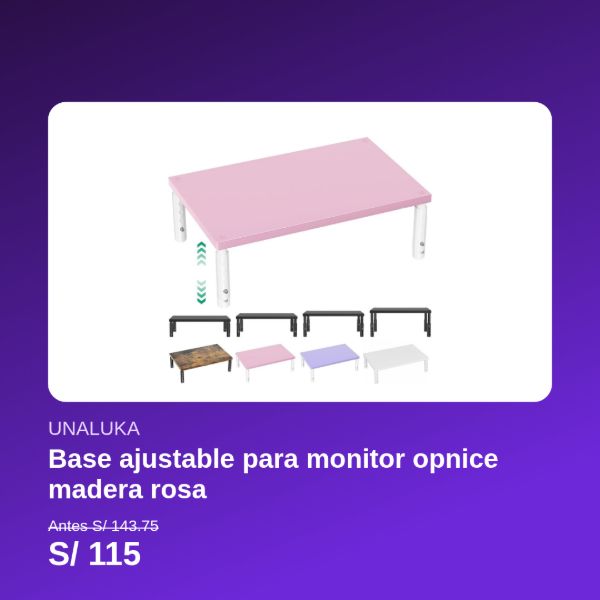 UNALUKA
Base ajustable para monitor opnice
madera rosa
Antes S/ 143.75
S/ 115